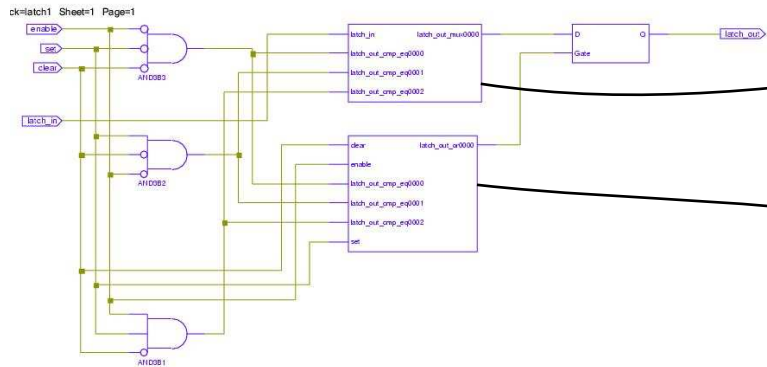 ck=latch1 Sheet=1 Page=1
enable
set
clear
latch_in
AND3B3
AND3B2
AND3B1
latch_in latch_out_mux0000
latch_out_cmp_eq0000
latch_out_cmp_eq0001
latch_out_cmp_eq0002
clear latch_out_or0000
enable
latch_out_cmp_eq0000
latch_out_cmp_eq0001
latch_out_cmp_eq0002
set
D Q
Gate
latch_out